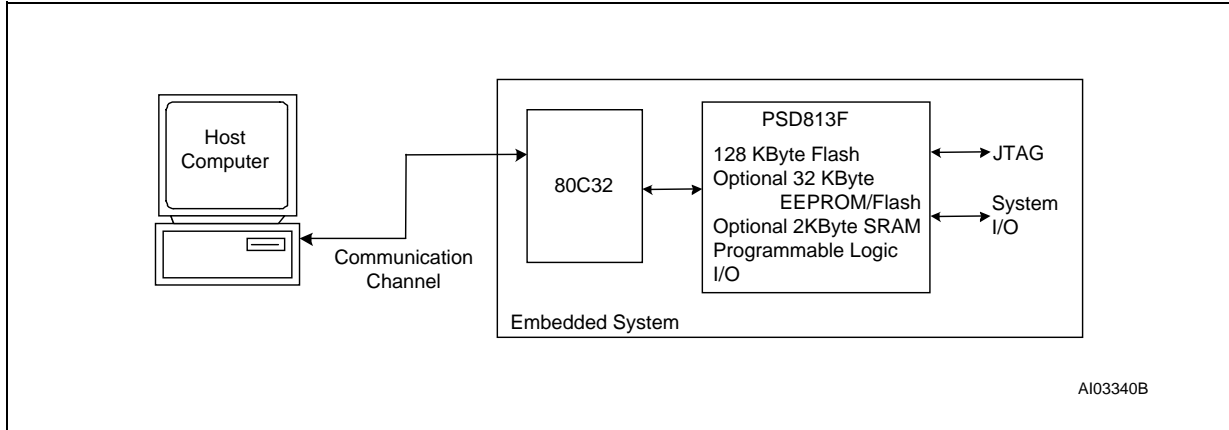 Host
Computer
Communication
Channel
80C32
PSD813F
128 KByte Flash
Optional 32 KByte
EEPROM/Flash
Optional 2KByte SRAM
Programmable Logic
I/O
JTAG
System
I/O
Embedded System
AI03340B